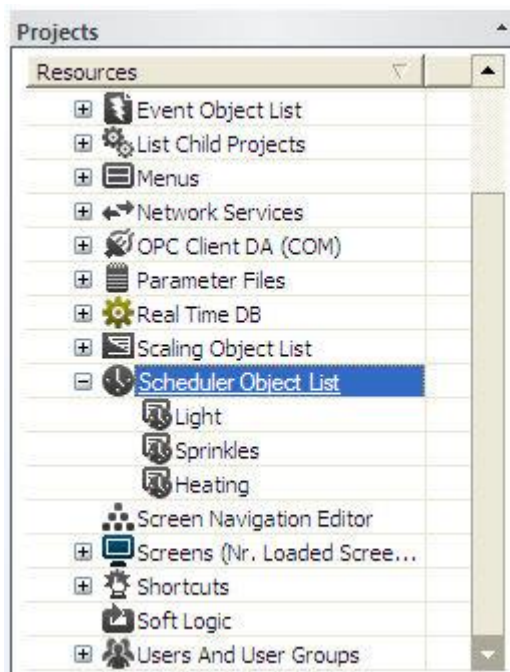 Projects
Resources
Event Object List
List Child Projects
Menus
Network Services
OPC Client DA (COM)
Parameter Files
Real Time DB
Scaling Object List
Scheduler Object List
Light
Sprinkles
Heating
Screen Navigation Editor
Screens (Nr. Loaded Scree...
Shortcuts
Soft Logic
Users And User Groups